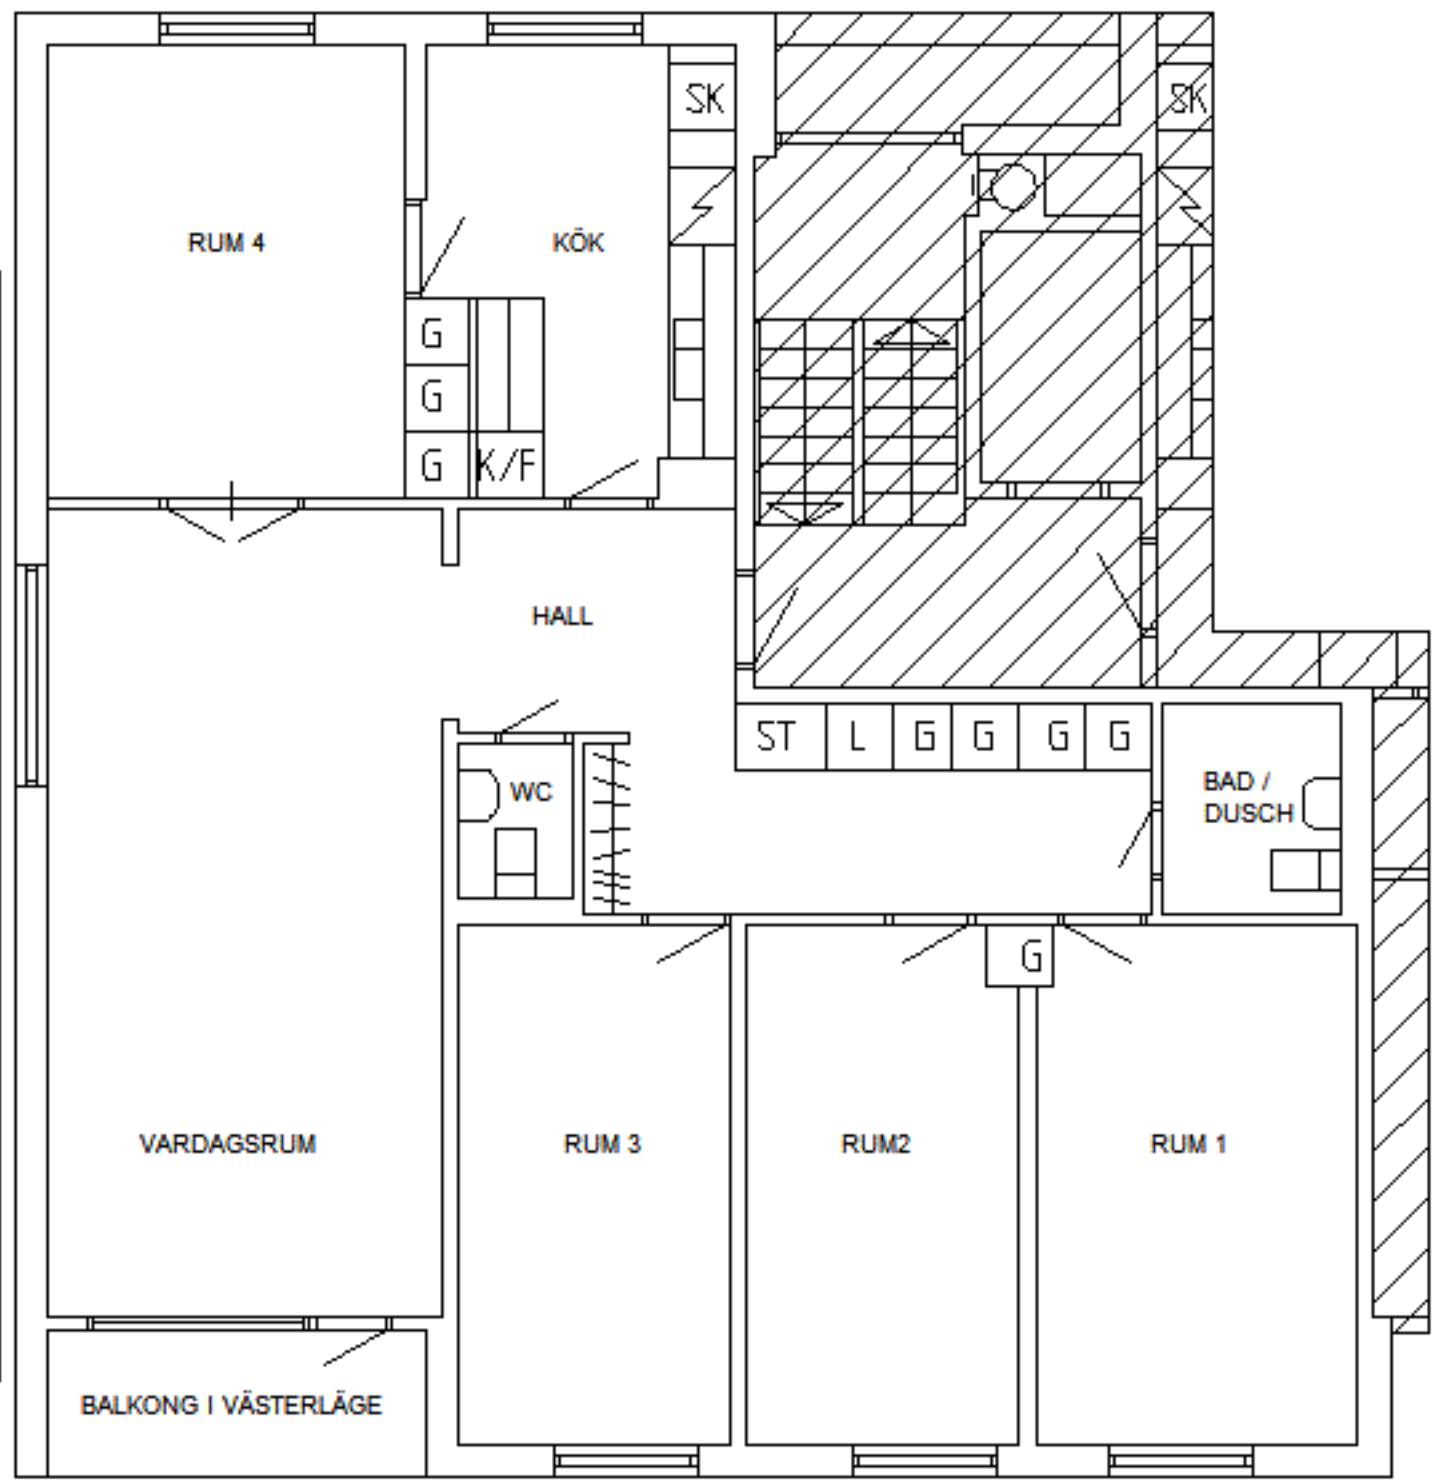 SK
SK
RUM 4
KÖK
G
G
G
K/F
HALL
ST
L
G
G
G
G
WC
BAD /
DUSCH
G
VARDAGSRUM
RUM 3
RUM2
RUM 1
BALKONG I VÄSTERLÄGE